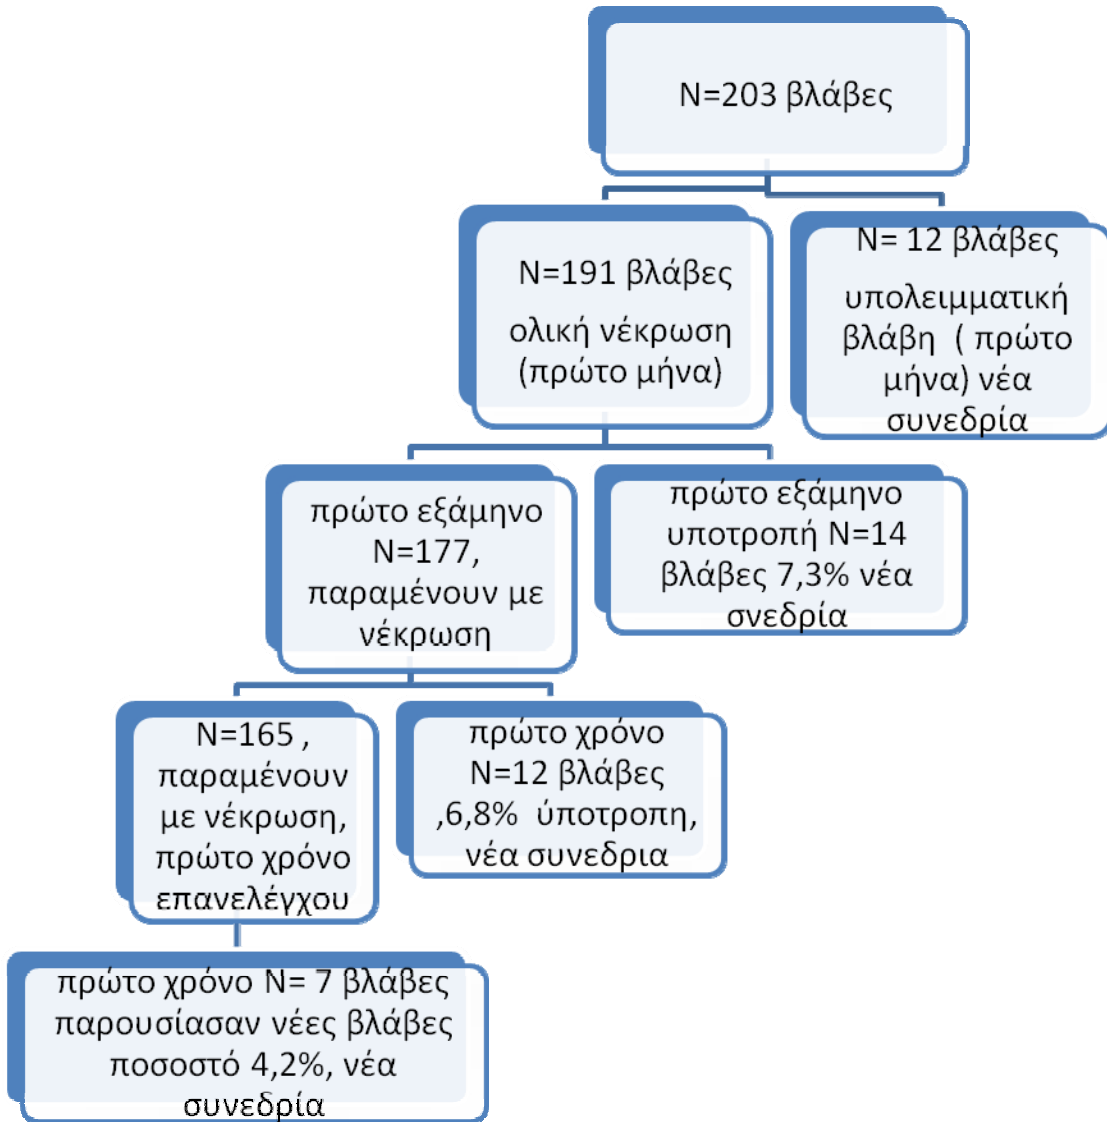 N=203 βλάβες
N=191 βλάβες
ολική νέκρωση
(πρώτο μήνα)
N= 12 βλάβες
υπολειμματική
βλάβη ( πρώτο
μήνα) νέα
συνεδρία
πρώτο εξάμηνο
N=177,
παραμένουν με
νέκρωση
πρώτο εξάμηνο
υποτροπή N=14
βλάβες 7,3% νέα
σνεδρία
N=165 ,
παραμένουν
με νέκρωση,
πρώτο χρόνο
επανελέγχου
πρώτο χρόνο
N=12 βλάβες
,6,8% ύποτροπη,
νέα συνεδρια
πρώτο χρόνο N= 7 βλάβες
παρουσίασαν νέες βλάβες
ποσοστό 4,2%, νέα
συνεδρία